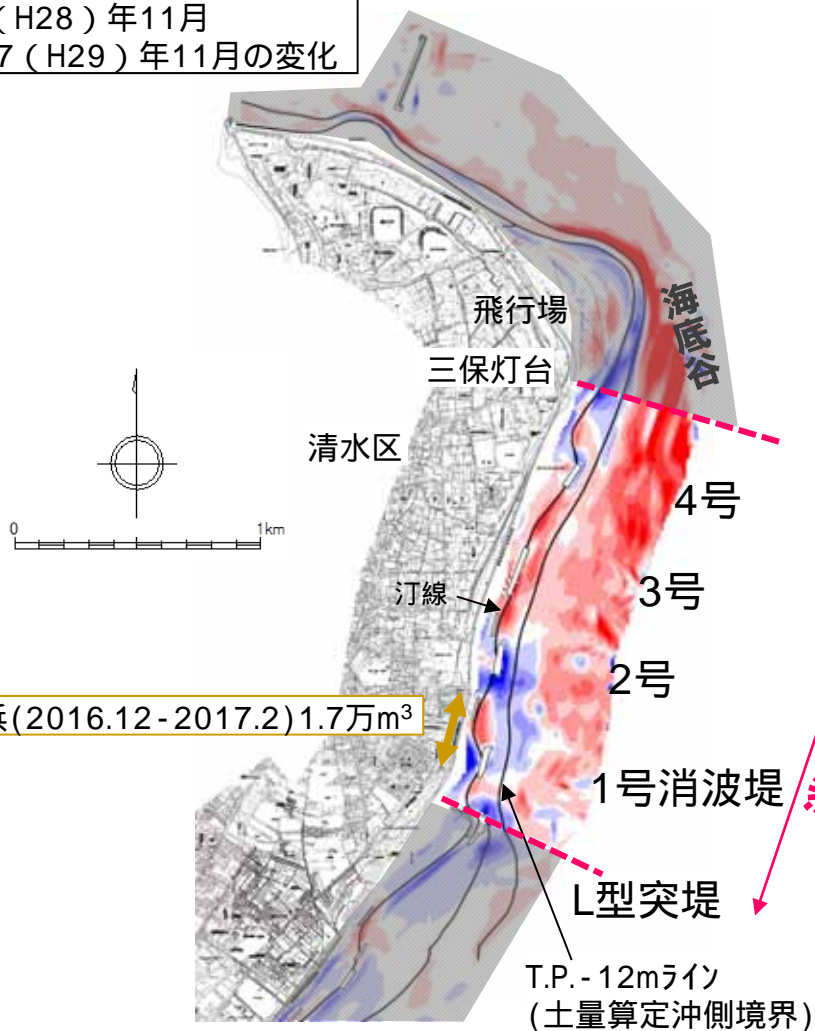 (H28)年11月
7(H29)年11月の変化
飛行場
海底谷
三保灯台
清水区
4号
0 1km
3号
汀線
2号
(2016.12-2017.2)1.7万m³
1号消波堤
L型突堤
T.P.-12mライン
(土量算定沖側境界)